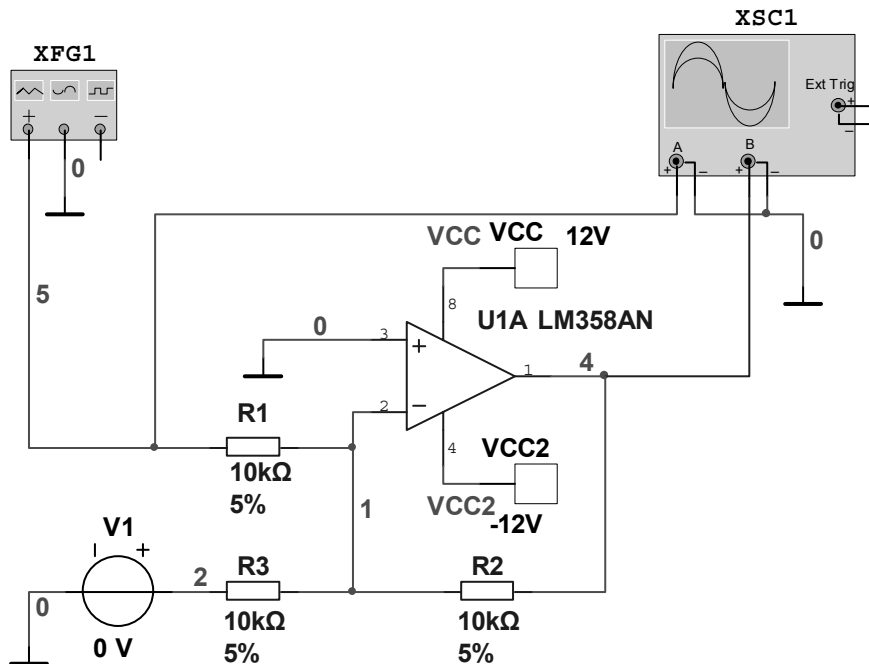 XSC1
XFG1
Ext Trig
+
−
+
−
A
B
+
−
+
−
0
VCC VCC 12V
0
5
8
U1A LM358AN
0
3
+
1
4
2
−
R1
4
VCC2
10kΩ
5%
1
VCC2
-12V
V1
−
+
2
R3
R2
0
10kΩ
10kΩ
0 V
5%
5%